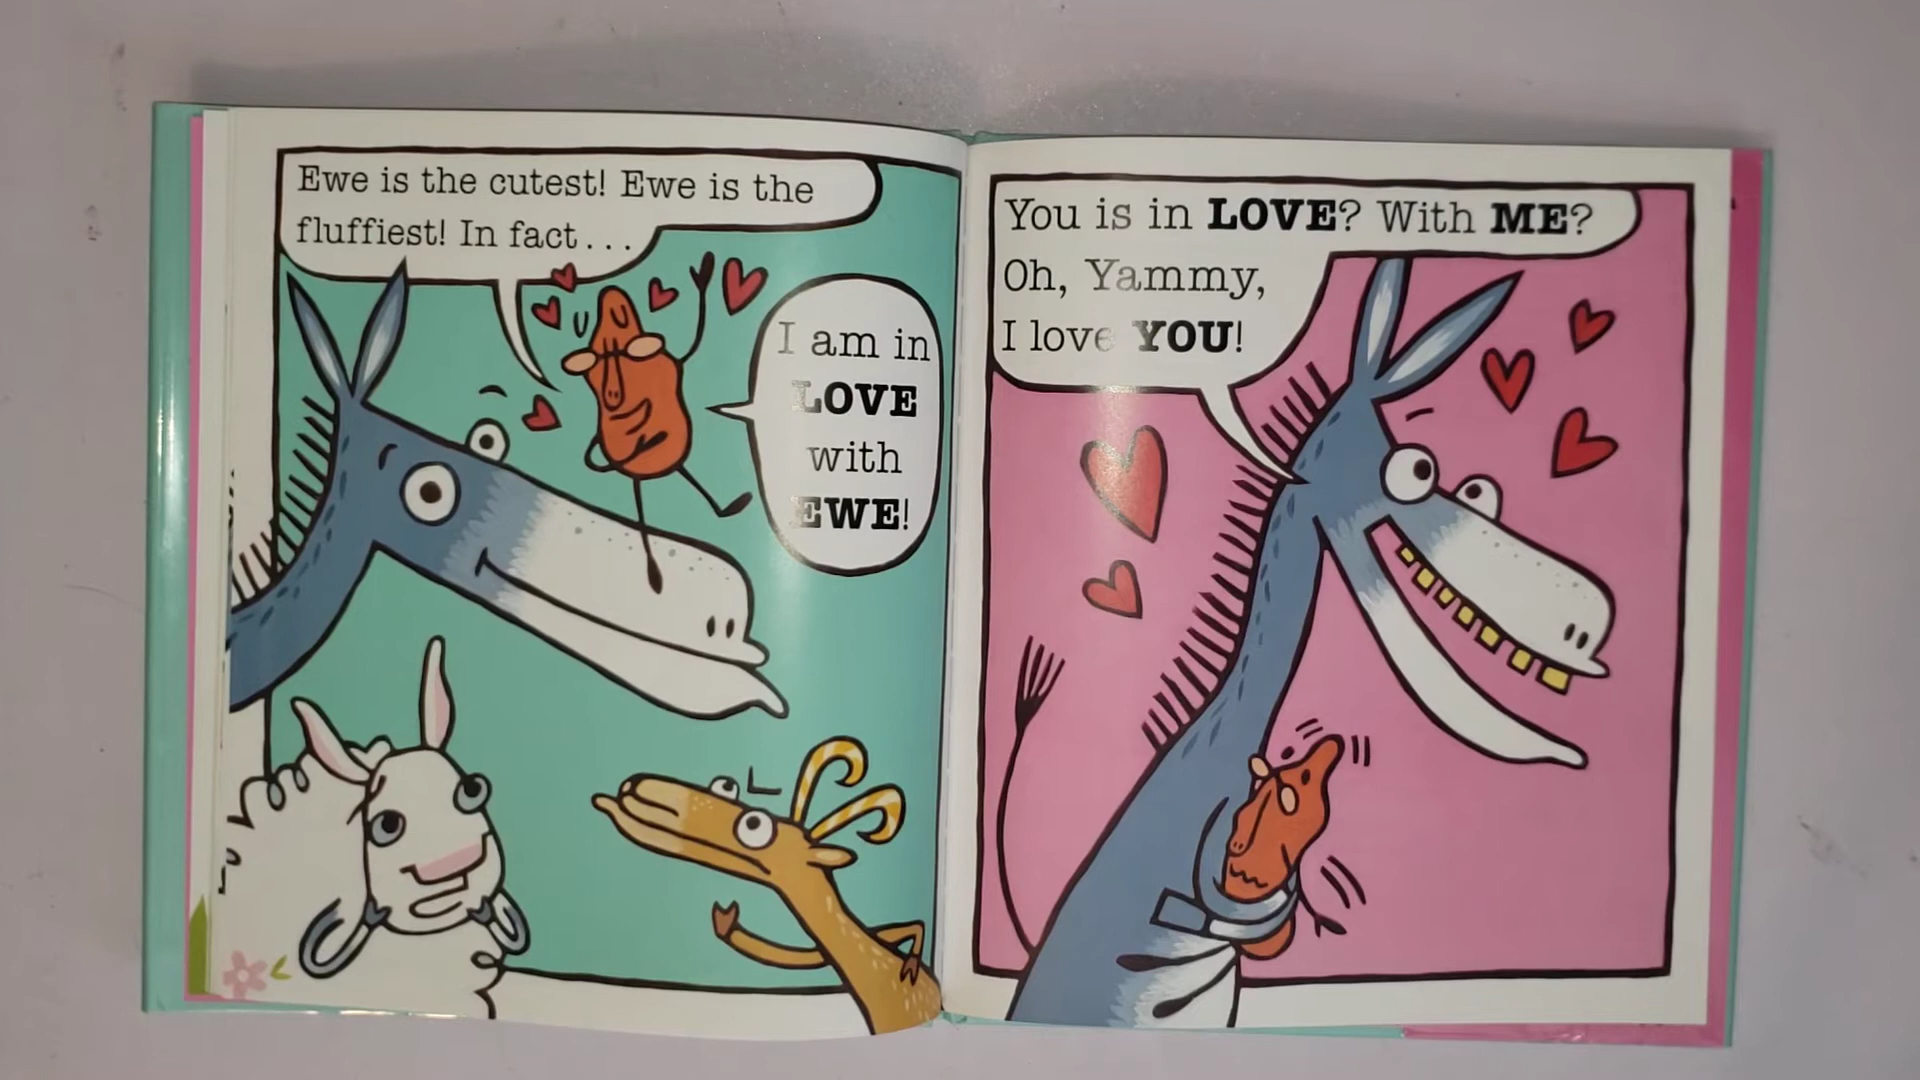 Ewe is the cutest! Ewe is the
fluffiest! In fact...
I am in
LOVE
with
EWE!
You is in LOVE? With ME?
Oh, Yammy,
I love YOU!